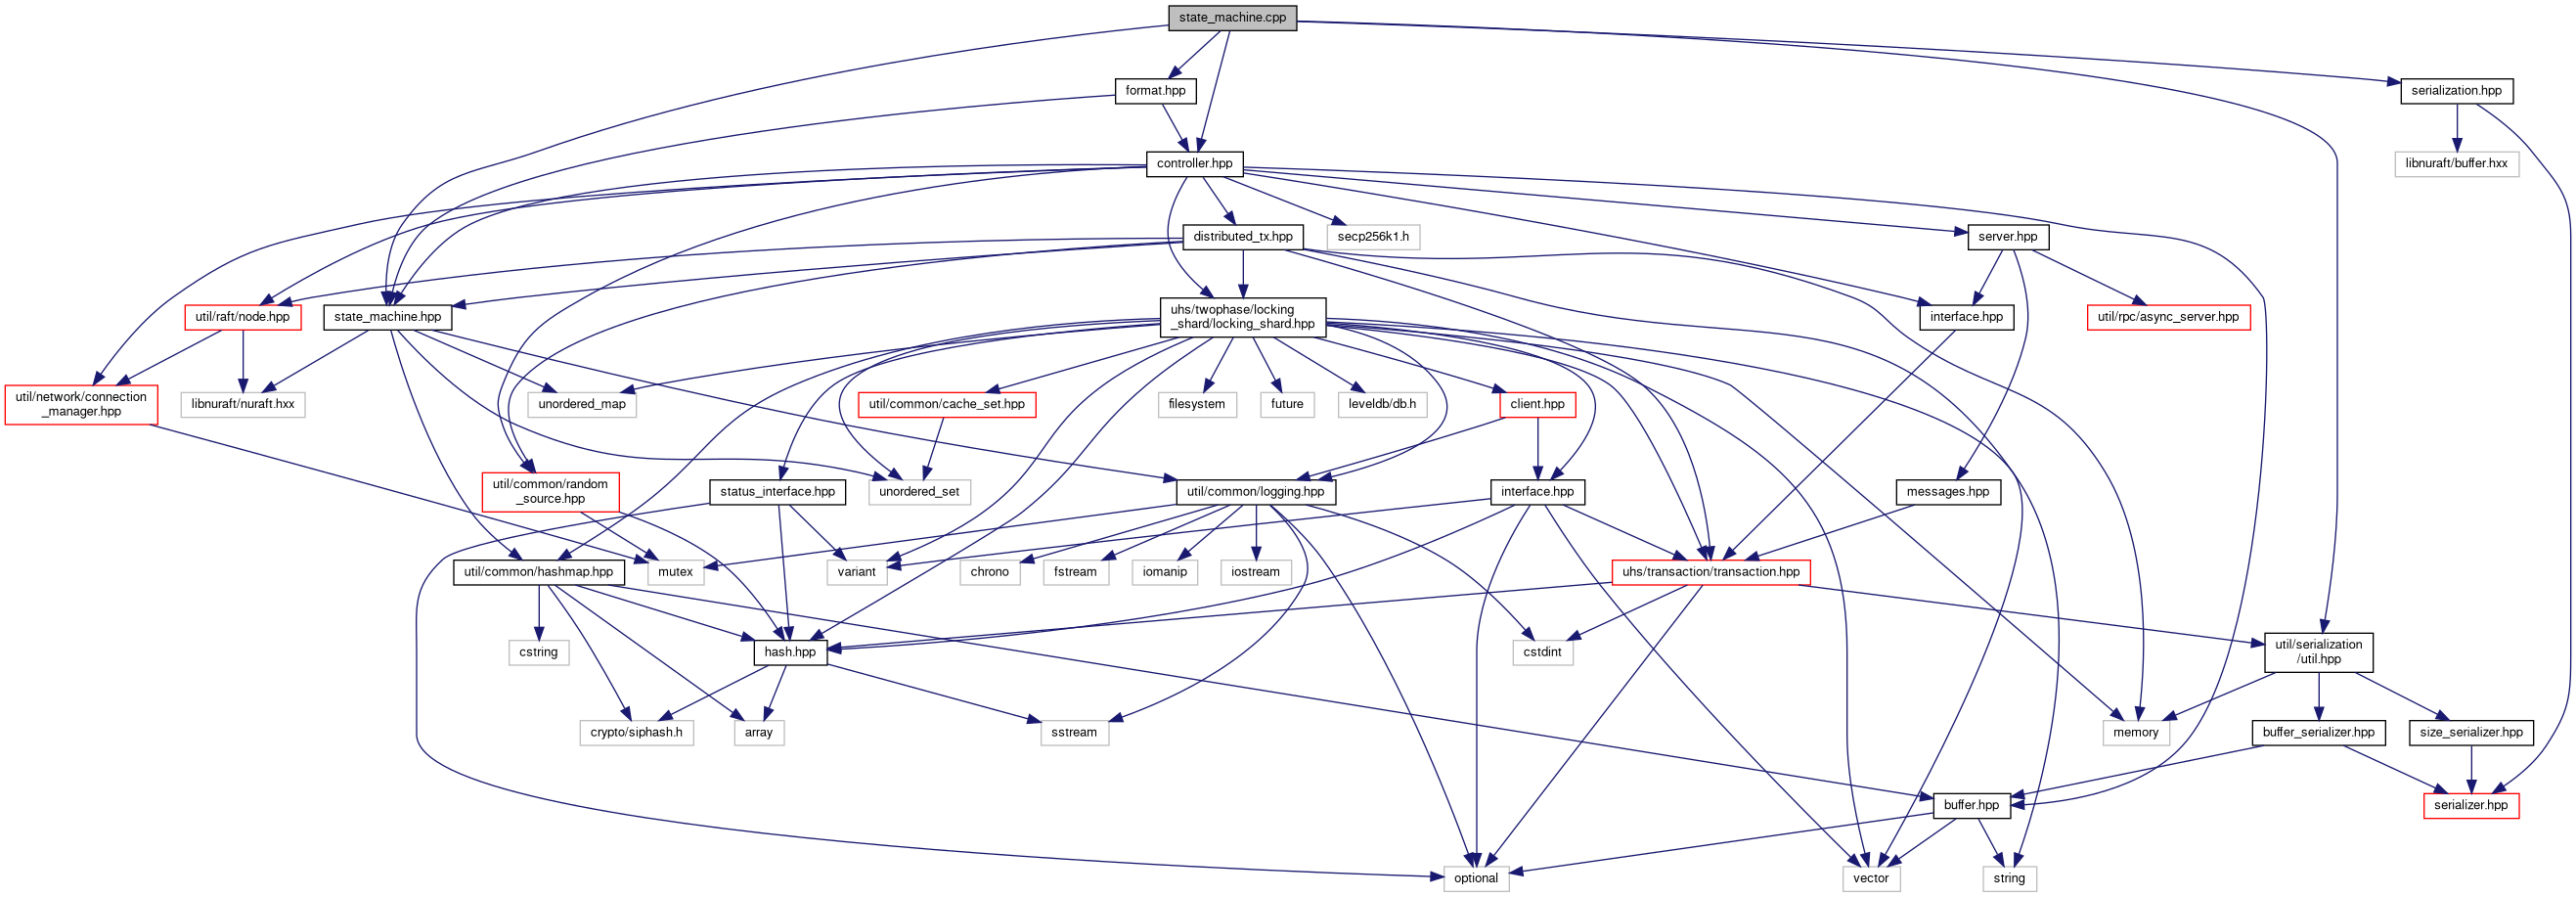 state_machine.cpp
format.hpp
serialization.hpp
controller.hpp
libnuraft/buffer.hxx
distributed_tx.hpp
secp256k1.h
server.hpp
util/raft/node.hpp
state_machine.hpp
uhs/twophase/locking
_shard/locking_shard.hpp
interface.hpp
util/rpc/async_server.hpp
util/network/connection
_manager.hpp
libnuraft/nuraft.hxx
unordered_map
util/common/cache_set.hpp
filesystem
future
leveldb/db.h
client.hpp
util/common/random
_source.hpp
status_interface.hpp
unordered_set
util/common/logging.hpp
interface.hpp
messages.hpp
util/common/hashmap.hpp
mutex
variant
chrono
fstream
iomanip
iostream
uhs/transaction/transaction.hpp
cstring
hash.hpp
cstdint
util/serialization
/util.hpp
crypto/siphash.h
array
sstream
memory
buffer_serializer.hpp
size_serializer.hpp
buffer.hpp
serializer.hpp
optional
vector
string